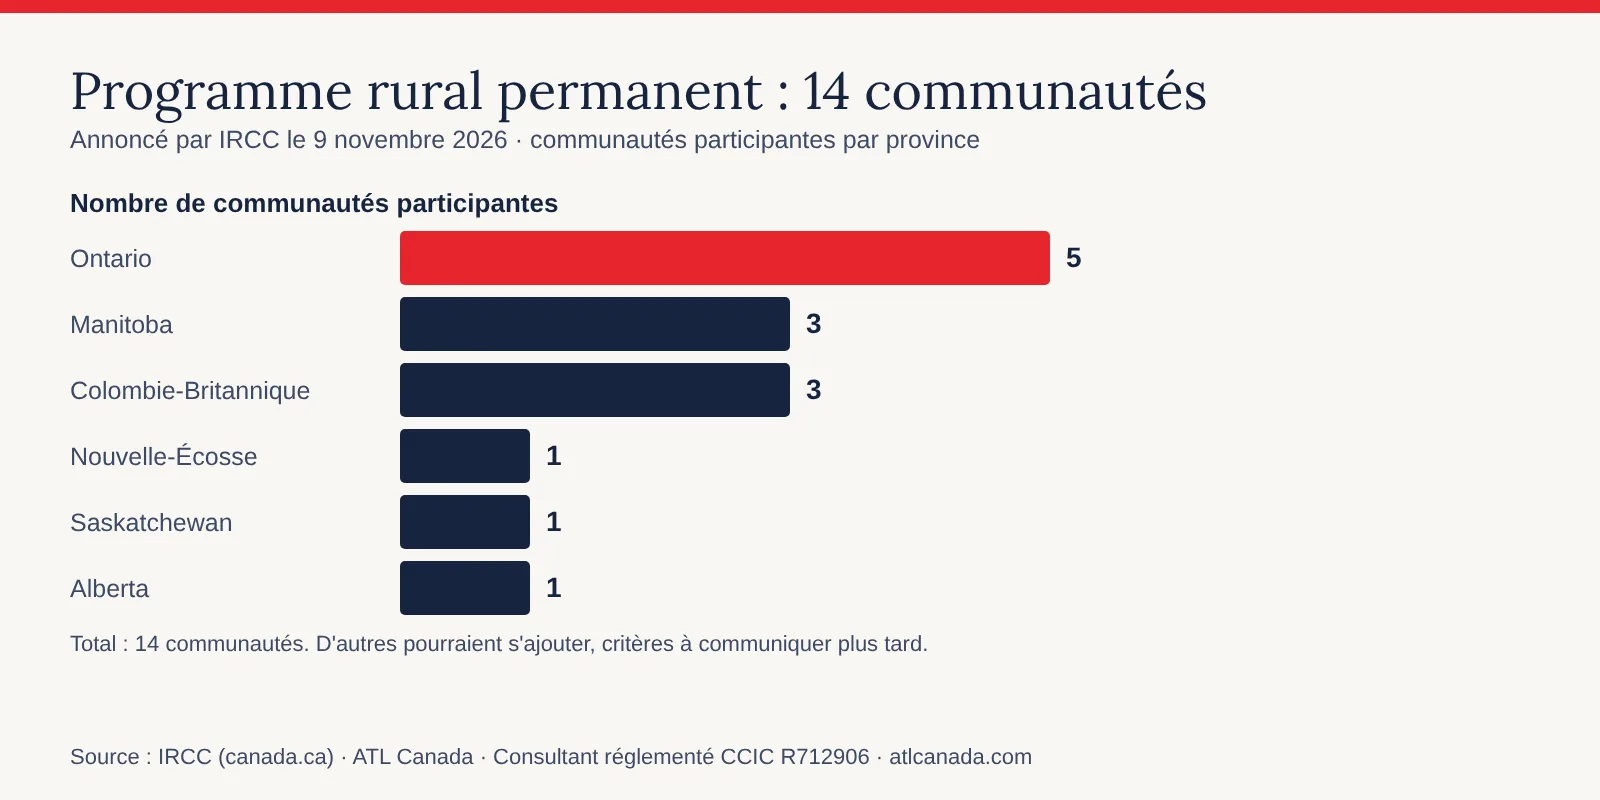 Programme rural permanent : 14 communautés
Annoncé par IRCC le 9 novembre 2026 · communautés participantes par province
Nombre de communautés participantes
Ontario 5
Manitoba 3
Colombie-Britannique 3
Nouvelle-Écosse 1
Saskatchewan 1
Alberta 1
Total : 14 communautés. D'autres pourraient s'ajouter, critères à communiquer plus tard.
Source : IRCC (canada.ca) · ATL Canada · Consultant réglementé CCIC R712906 · atlcanada.com